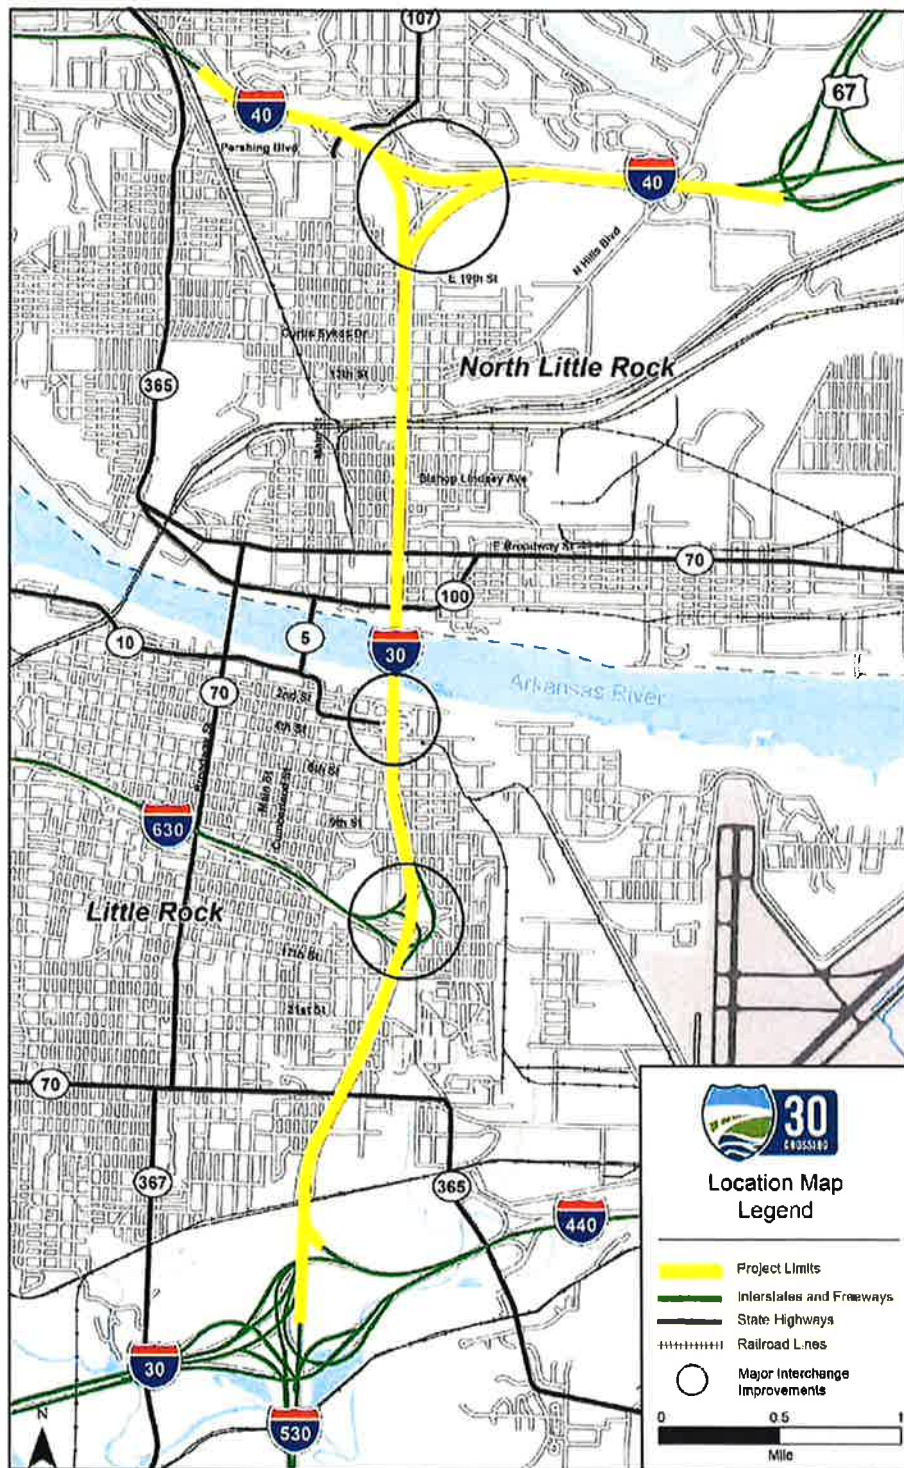 107
67
40
Pershing Blvd
40
N Hills Blvd
E 19th St
Curtis Sykes Dr
North Little Rock
13th St
365
Main St
Bishop Lindsey Ave
E Broadway St
70
100
10
5
30
Arkansas River
70
2nd St
4th St
Broadway St
6th St
Main St
Cumberland St
630
9th St
Little Rock
17th St
21st St
70
367
365
440
30
530
N
30
CROSSING
Location Map
Legend
Project Limits
Interstates and Freeways
State Highways
Railroad Lines
Major Interchange
Improvements
0 0.5 1
Mile